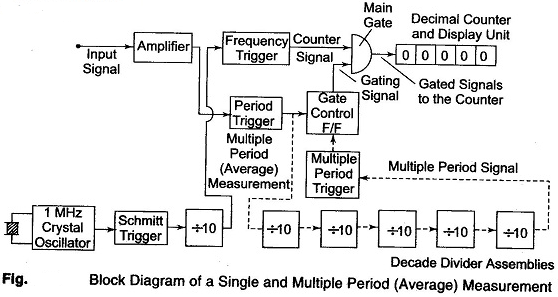 Main
Gate
Decimal Counter
and Display Unit
Input
Signal
Amplifier
Frequency
Trigger
Counter
Signal
0 0 0 0 0
Gating
Signal
Gated Signals
to the Counter
Period
Trigger
Gate
Control
F/F
Multiple
Period
(Average)
Measurement
Multiple
Period
Trigger
Multiple Period Signal
1 MHz
Crystal
Oscillator
Schmitt
Trigger
÷10
÷10
÷10
÷10
÷10
÷10
Decade Divider Assemblies
Fig. Block Diagram of a Single and Multiple Period (Average) Measurement